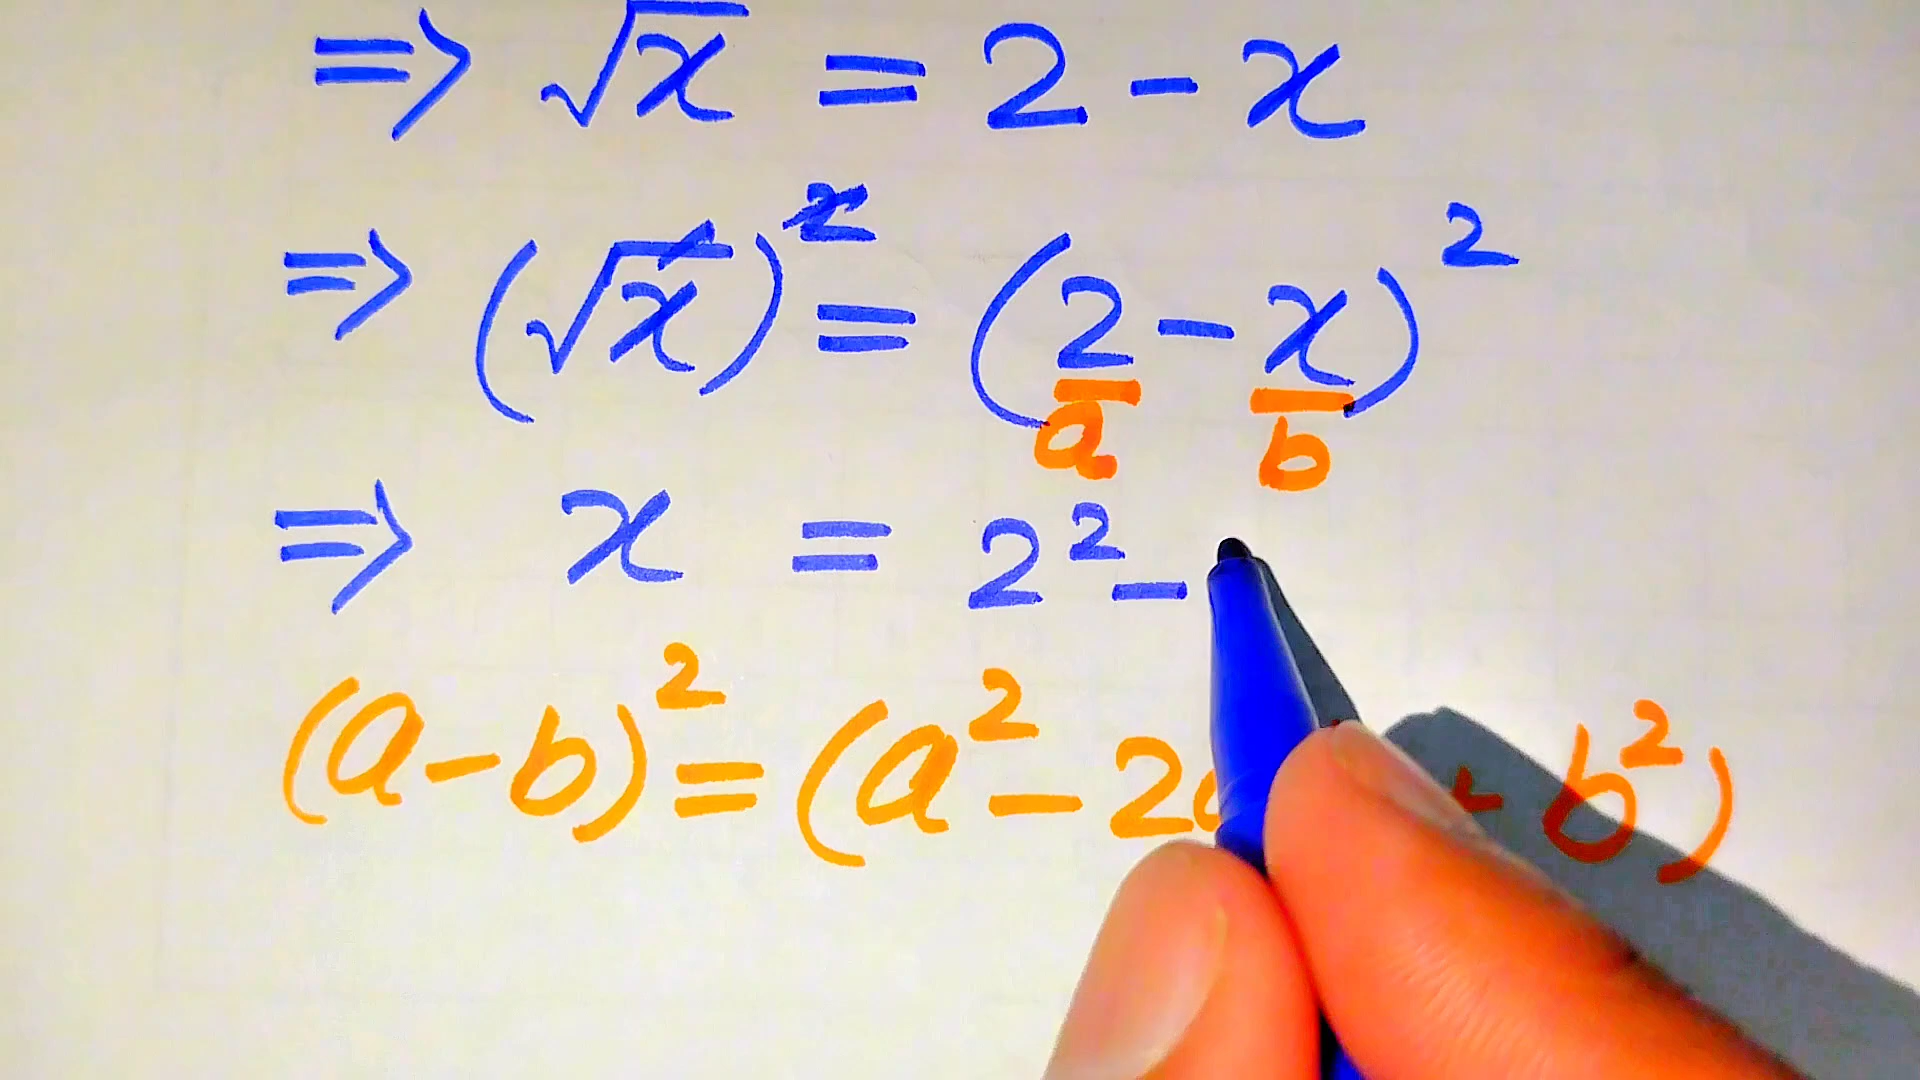 ⇒ √x = 2 - x
⇒ (√x)² = (2 - x)²
a b
⇒ x = 2² -
(a - b)² = (a² - 2 + b²)